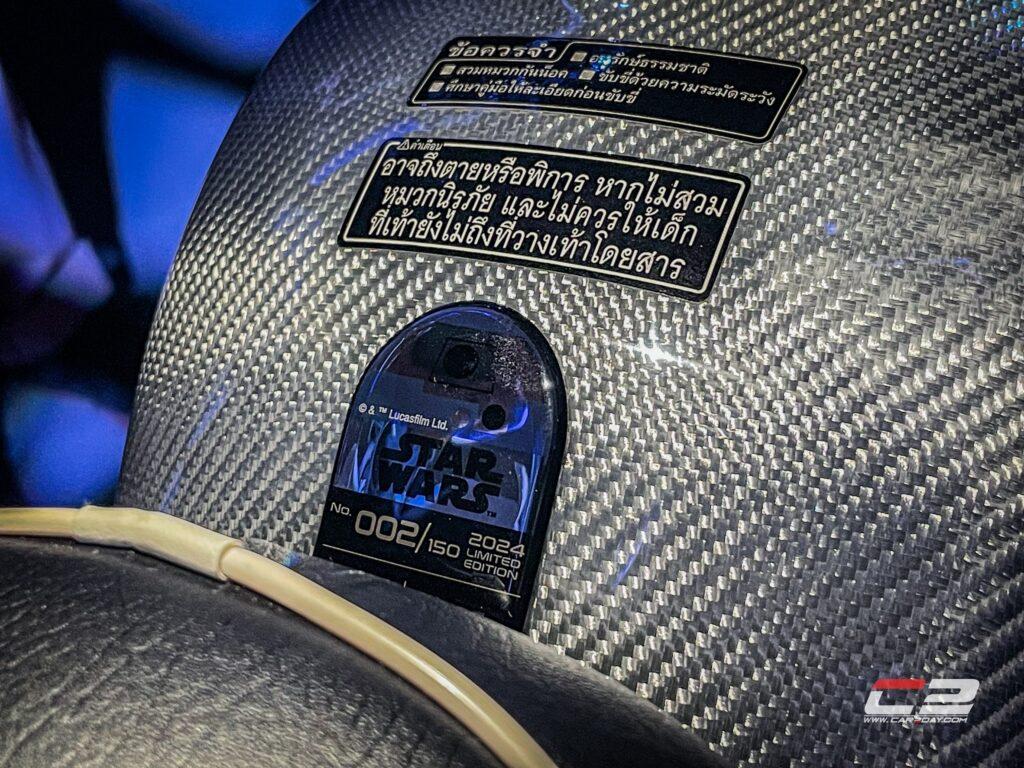 ข้อควรจำ ■ อนุรักษ์ธรรมชาติ
■ สวมหมวกกันน็อค ■ ขับขี่ด้วยความระมัดระวัง
■ ศึกษาคู่มือให้ละเอียดก่อนขับขี่
⚠คำเตือน
อาจถึงตายหรือพิการ หากไม่สวม
หมวกนิรภัย และไม่ควรให้เด็ก
ที่เท้ายังไม่ถึงที่วางเท้าโดยสาร
© & ™ Lucasfilm Ltd.
STAR
WARS™
No. 002/150
2024
LIMITED
EDITION
C2
WWW.CAR2DAY.COM